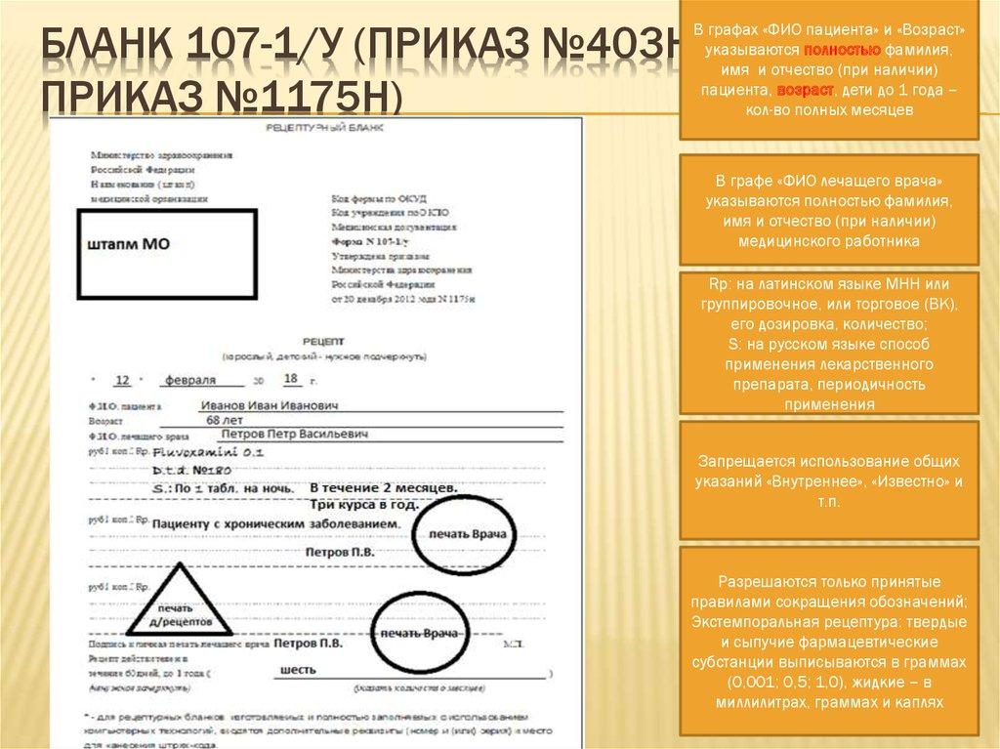 БЛАНК 107-1/У (ПРИКАЗ №403Н
ПРИКАЗ №1175Н)
РЕЦЕПТУРНЫЙ БЛАНК
Министерство здравоохранения
Российской Федерации
Наименование (штамп)
медицинской организации
штапм МО
Код формы по ОКУД
Код учреждения по ОКПО
Медицинская документация
Форма N 107-1/у
Утверждена приказом
Министерства здравоохранения
Российской Федерации
от 20 декабря 2012 года N 1175н
РЕЦЕПТ
(взрослый, детский - нужное подчеркнуть)
" 12 " февраля 20 18 г.
Ф.И.О. пациента Иванов Иван Иванович
Возраст 68 лет
Ф.И.О. лечащего врача Петров Петр Васильевич
руб. коп. Rp. Fluvoxamini 0.1
D.t.d. №180
S.: По 1 табл. на ночь. В течение 2 месяцев.
Три курса в год.
руб. коп. Rp. Пациенту с хроническим заболеванием.
печать Врача
Петров П.В.
руб. коп. Rp.
печать
д/рецептов
печать Врача
Подпись и личная печать лечащего врача Петров П.В. М.П.
Рецепт действителен в
течение 60 дней, до 1 года ( шесть )
(ненужное зачеркнуть) (указать количество месяцев)
* - для рецептурных бланков изготовляемых и полностью заполняемых с использованием
компьютерных технологий, вводятся дополнительные реквизиты (номер и (или) серия) и место
для нанесения штрих-кода.
В графах «ФИО пациента» и «Возраст»
указываются полностью фамилия,
имя и отчество (при наличии)
пациента, возраст, дети до 1 года –
кол-во полных месяцев
В графе «ФИО лечащего врача»
указываются полностью фамилия,
имя и отчество (при наличии)
медицинского работника
Rp: на латинском языке МНН или
группировочное, или торговое (ВК),
его дозировка, количество;
S: на русском языке способ
применения лекарственного
препарата, периодичность
применения
Запрещается использование общих
указаний «Внутреннее», «Известно» и
т.п.
Разрешаются только принятые
правилами сокращения обозначений;
Экстемпоральная рецептура: твердые
и сыпучие фармацевтические
субстанции выписываются в граммах
(0,001; 0,5; 1,0), жидкие – в
миллилитрах, граммах и каплях